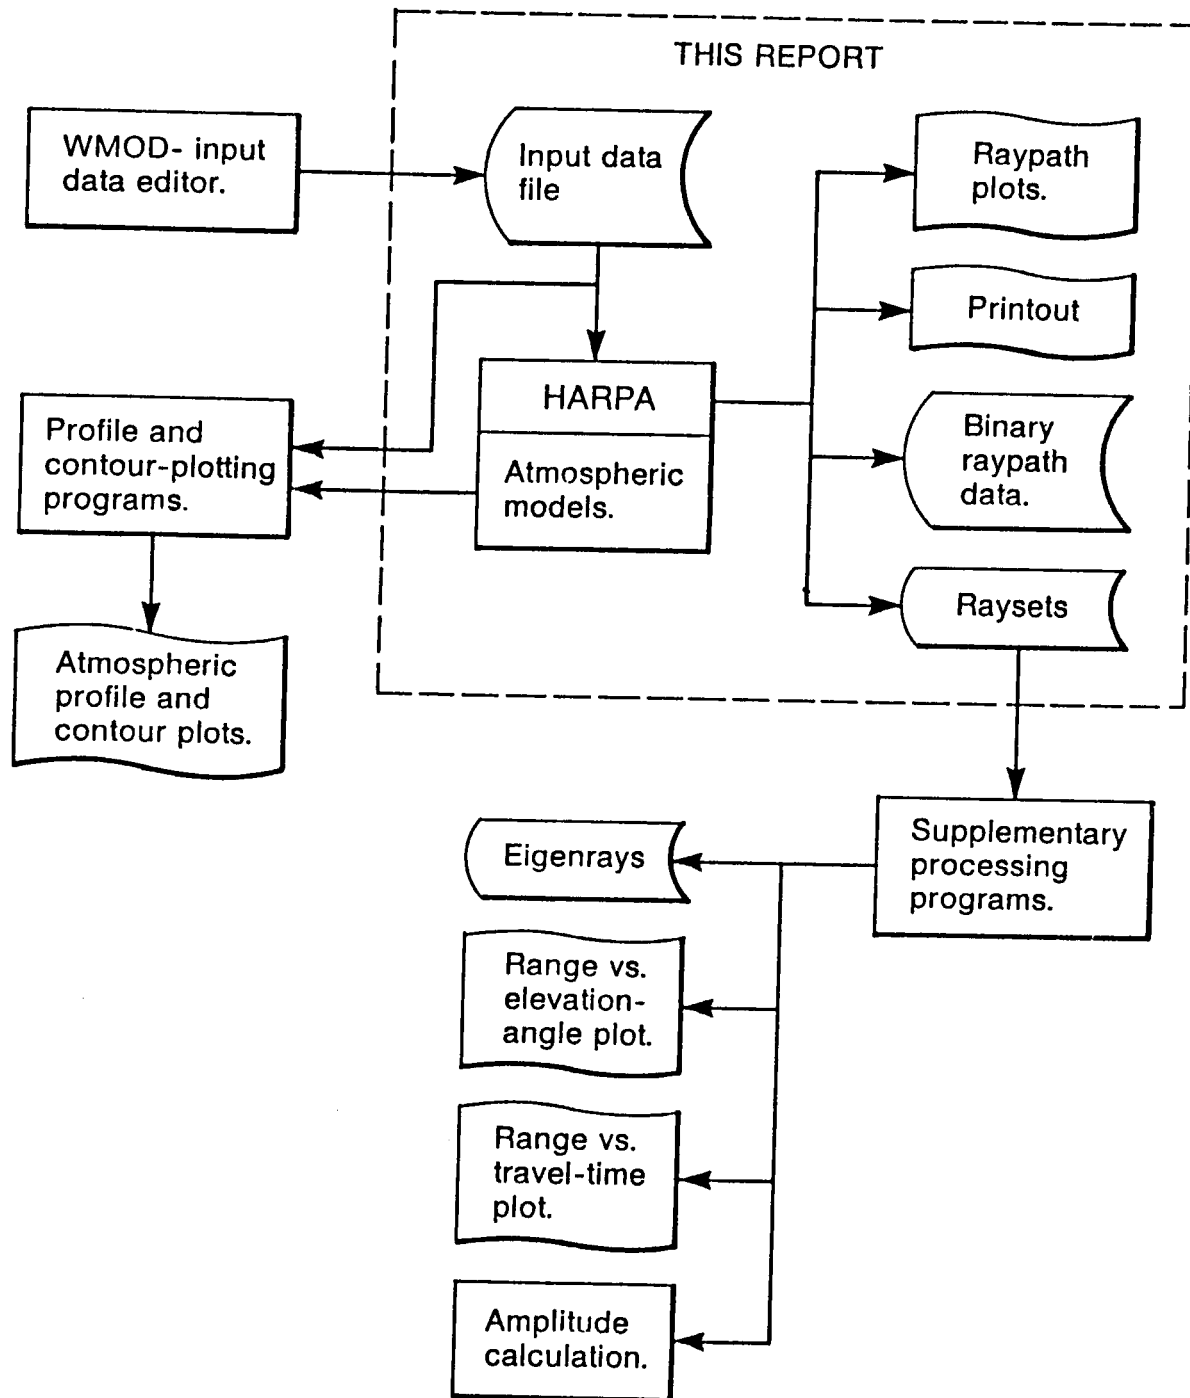 THIS REPORT
WMOD- input
data editor.
Input data
file
Raypath
plots.
Printout
HARPA
Atmospheric
models.
Profile and
contour-plotting
programs.
Binary
raypath
data.
Raysets
Atmospheric
profile and
contour plots.
Supplementary
processing
programs.
Eigenrays
Range vs.
elevation-
angle plot.
Range vs.
travel-time
plot.
Amplitude
calculation.